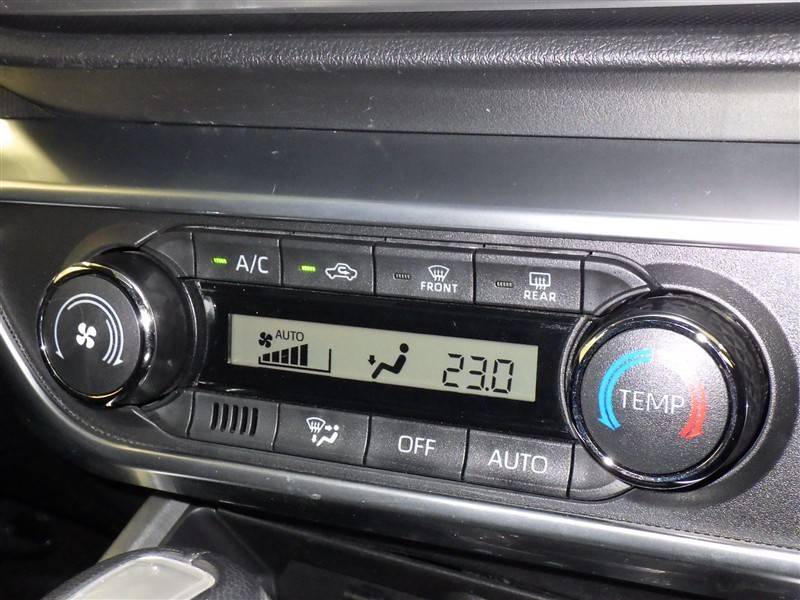 A/C
FRONT
REAR
AUTO
23.0
TEMP
OFF
AUTO